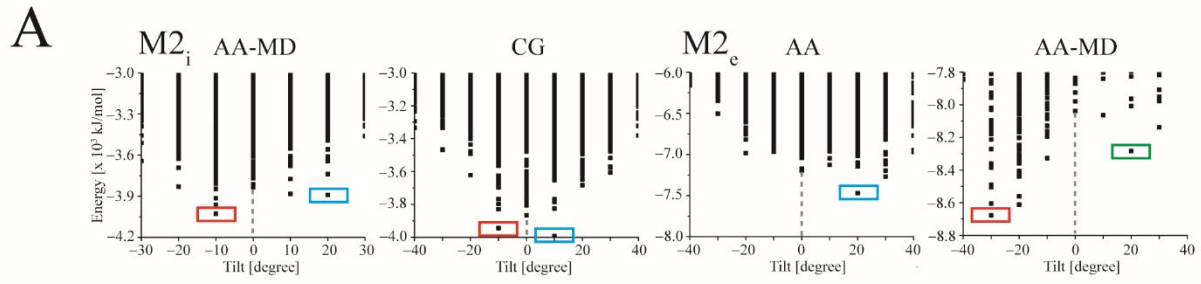 A
M2i AA-MD
Energy [x 10³ kJ/mol]
−3.0
−3.3
−3.6
−3.9
−4.2
−30 −20 −10 0 10 20 30
Tilt [degree]
CG
−3.0
−3.2
−3.4
−3.6
−3.8
−4.0
−40 −20 0 20 40
Tilt [degree]
M2e AA
−6.0
−6.5
−7.0
−7.5
−8.0
−40 −20 0 20 40
Tilt [degree]
AA-MD
−7.8
−8.0
−8.2
−8.4
−8.6
−8.8
−40 −20 0 20 40
Tilt [degree]